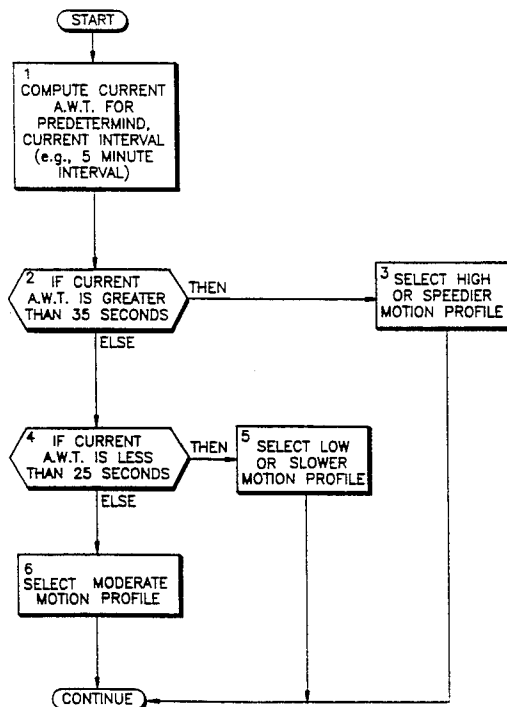 START
1
COMPUTE CURRENT
A.W.T. FOR
PREDETERMIND,
CURRENT INTERVAL
(e.g., 5 MINUTE
INTERVAL)
2
IF CURRENT
A.W.T. IS GREATER
THAN 35 SECONDS
THEN
3
SELECT HIGH
OR SPEEDIER
MOTION PROFILE
ELSE
4
IF CURRENT
A.W.T. IS LESS
THAN 25 SECONDS
THEN
5
SELECT LOW
OR SLOWER
MOTION PROFILE
ELSE
6
SELECT MODERATE
MOTION PROFILE
CONTINUE